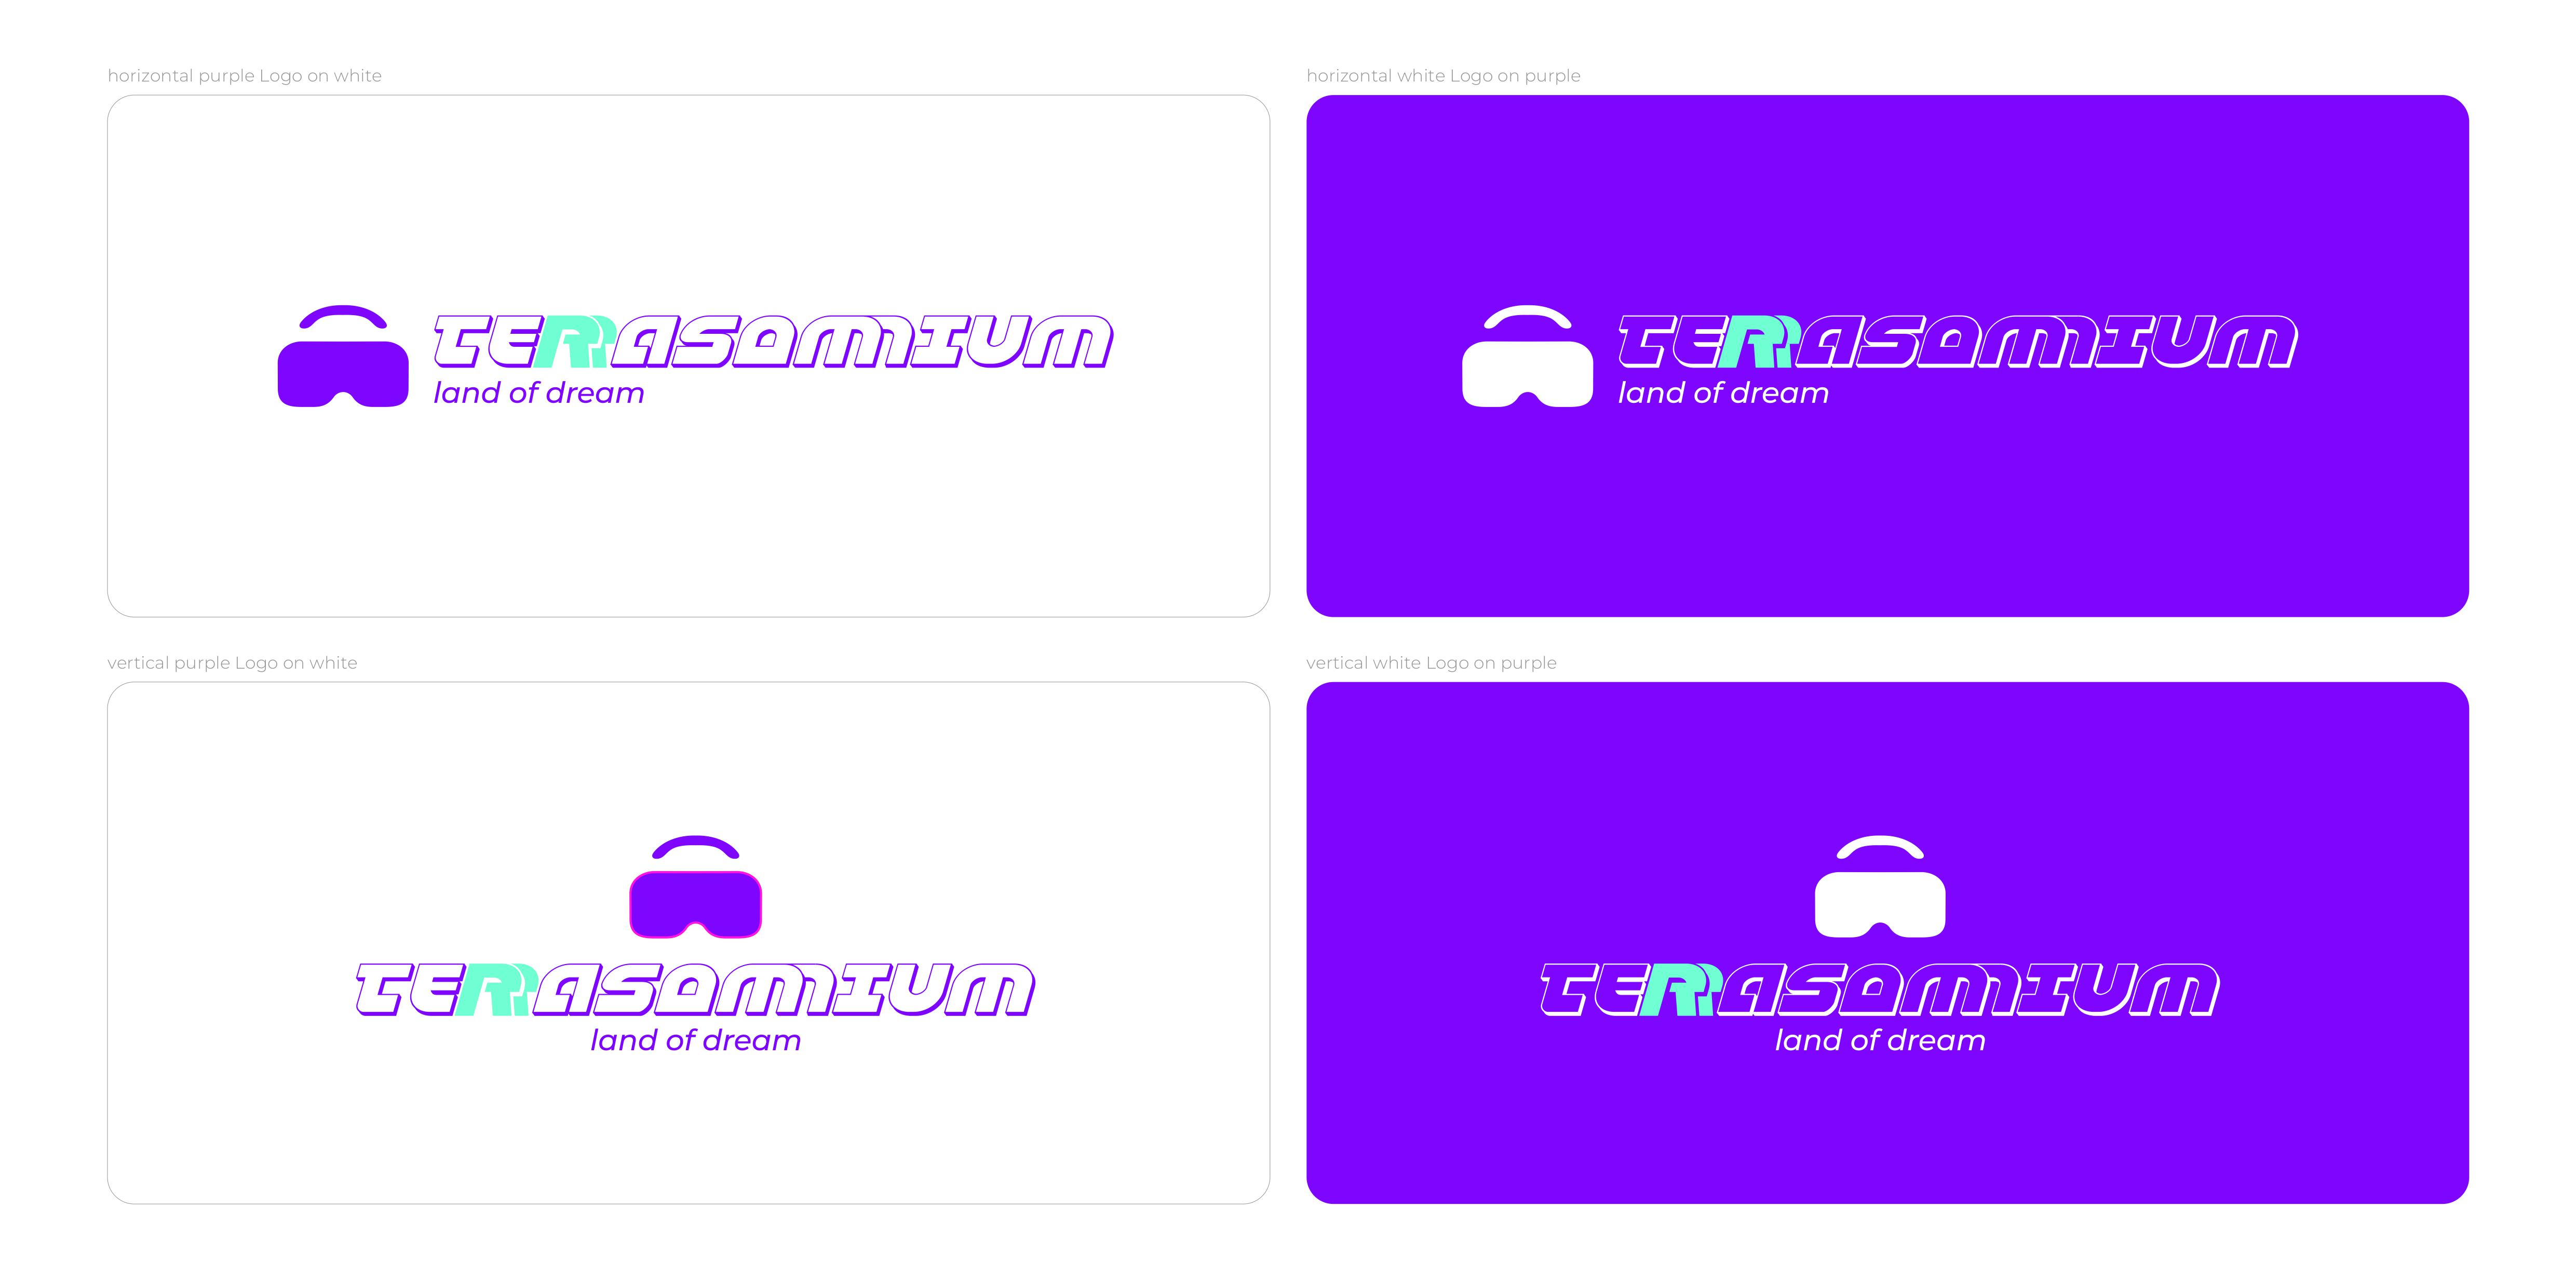 horizontal purple Logo on white
TERRASOMNIUM
land of dream
horizontal white Logo on purple
TERRASOMNIUM
land of dream
vertical purple Logo on white
TERRASOMNIUM
land of dream
vertical white Logo on purple
TERRASOMNIUM
land of dream